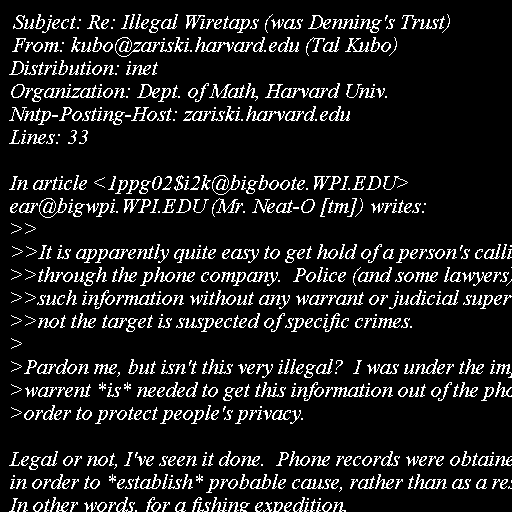 Subject: Re: Illegal Wiretaps (was Denning's Trust)
From: kubo@zariski.harvard.edu (Tal Kubo)
Distribution: inet
Organization: Dept. of Math, Harvard Univ.
Nntp-Posting-Host: zariski.harvard.edu
Lines: 33

In article <1ppg02$i2k@bigboote.WPI.EDU>
ear@bigwpi.WPI.EDU (Mr. Neat-O [tm]) writes:
>>
>>It is apparently quite easy to get hold of a person's calli
>>through the phone company.  Police (and some lawyers)
>>such information without any warrant or judicial super
>>not the target is suspected of specific crimes.
>
>Pardon me, but isn't this very illegal?  I was under the im
>warrent *is* needed to get this information out of the pho
>order to protect people's privacy.

Legal or not, I've seen it done.  Phone records were obtaine
in order to *establish* probable cause, rather than as a res
In other words, for a fishing expedition.